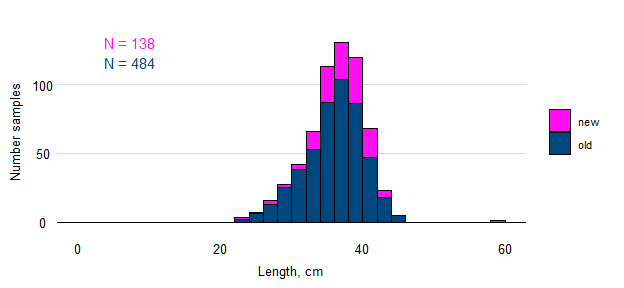 N = 138
N = 484
Number samples
100
50
0
0 20 40 60
Length, cm
new
old